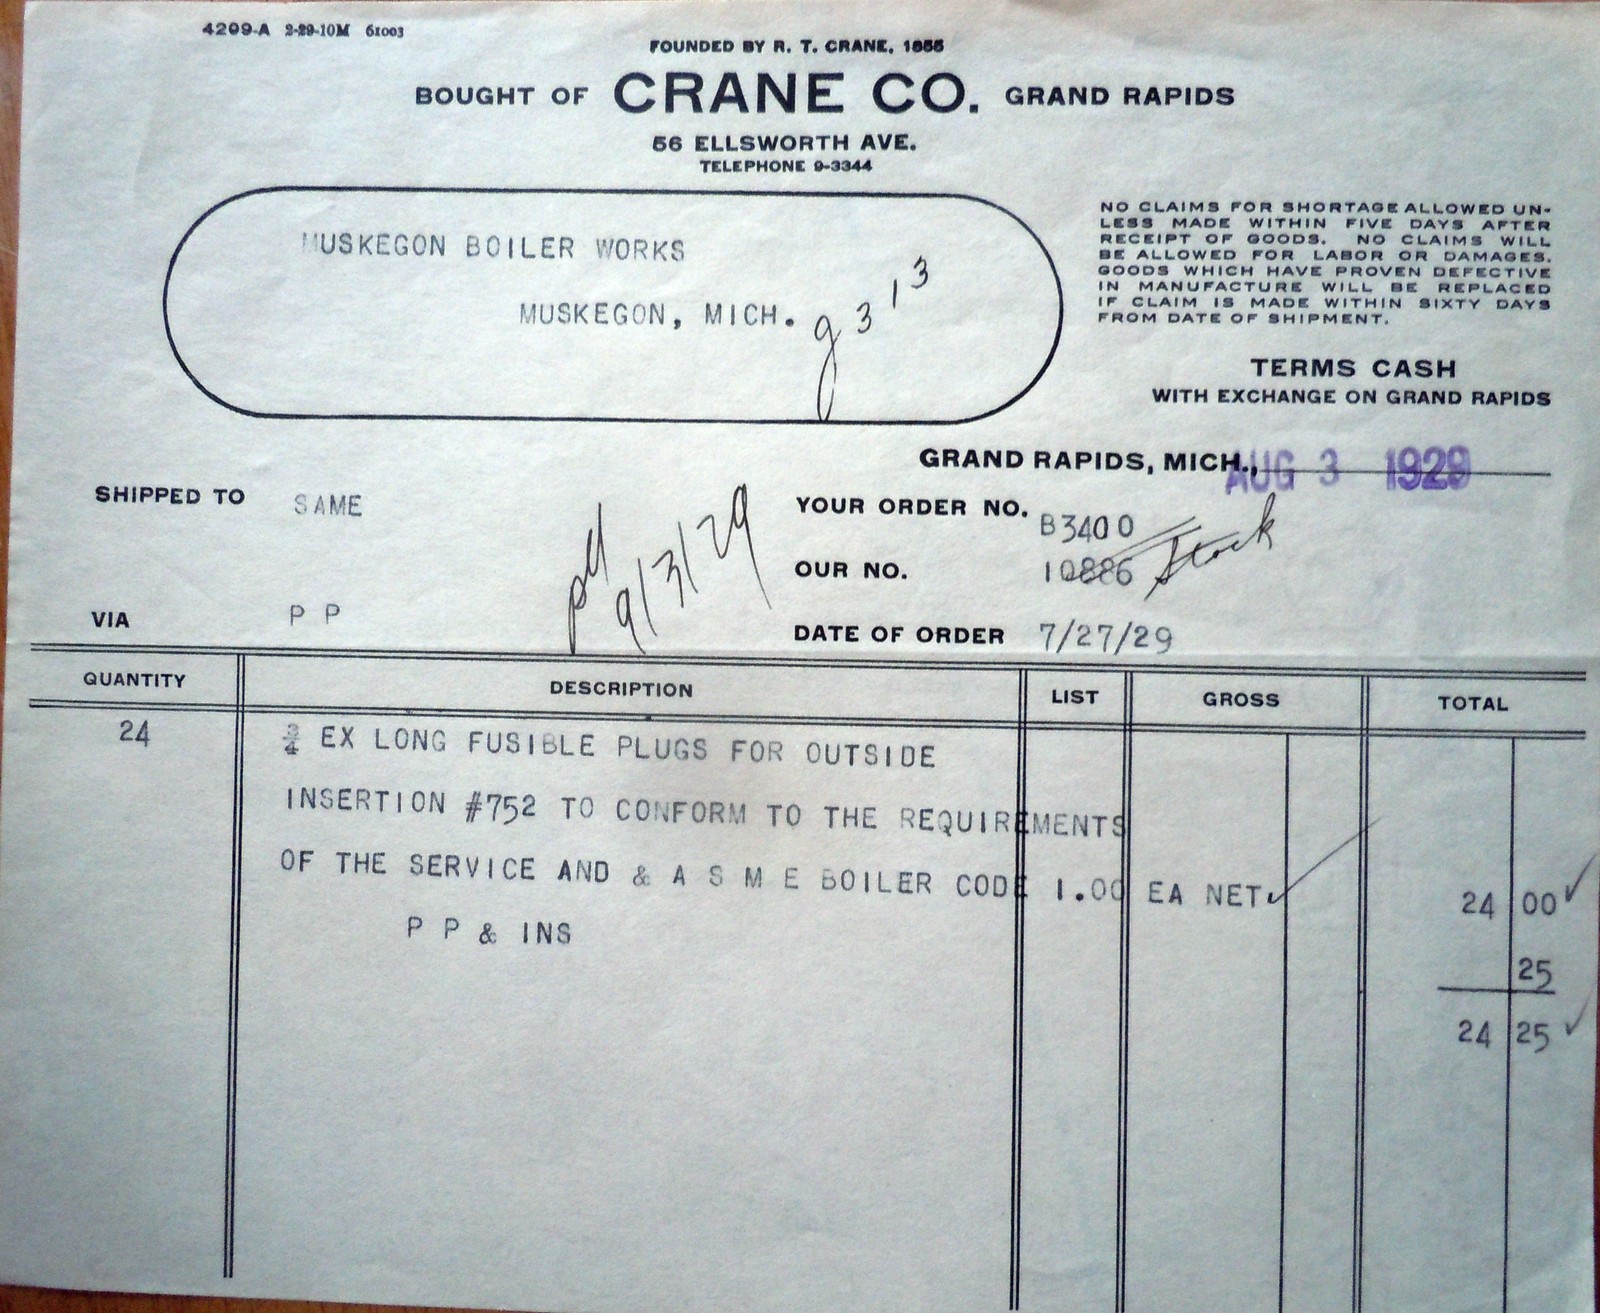 4209-A 2-29-10M 61003
FOUNDED BY R. T. CRANE, 1855
BOUGHT OF CRANE CO. GRAND RAPIDS
56 ELLSWORTH AVE.
TELEPHONE 9-3344
MUSKEGON BOILER WORKS
MUSKEGON, MICH.
313
NO CLAIMS FOR SHORTAGE ALLOWED UN-
LESS MADE WITHIN FIVE DAYS AFTER
RECEIPT OF GOODS. NO CLAIMS WILL
BE ALLOWED FOR LABOR OR DAMAGES.
GOODS WHICH HAVE PROVEN DEFECTIVE
IN MANUFACTURE WILL BE REPLACED
IF CLAIM IS MADE WITHIN SIXTY DAYS
FROM DATE OF SHIPMENT.
TERMS CASH
WITH EXCHANGE ON GRAND RAPIDS
GRAND RAPIDS, MICH., AUG 3 1929
SHIPPED TO SAME
YOUR ORDER NO. B3400
OUR NO. 10886 Stock
9/3/29
VIA P P
DATE OF ORDER 7/27/29
QUANTITY DESCRIPTION LIST GROSS TOTAL
24 3/4 EX LONG FUSIBLE PLUGS FOR OUTSIDE
INSERTION #752 TO CONFORM TO THE REQUIREMENTS
OF THE SERVICE AND & A S M E BOILER CODE 1.00 EA NET 24 00
P P & INS 25
24 25